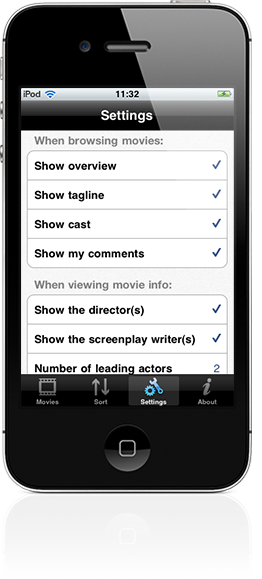 iPod 11:32
Settings
When browsing movies:
Show overview
Show tagline
Show cast
Show my comments
When viewing movie info:
Show the director(s)
Show the screenplay writer(s)
Number of leading actors 2
Movies Sort Settings About